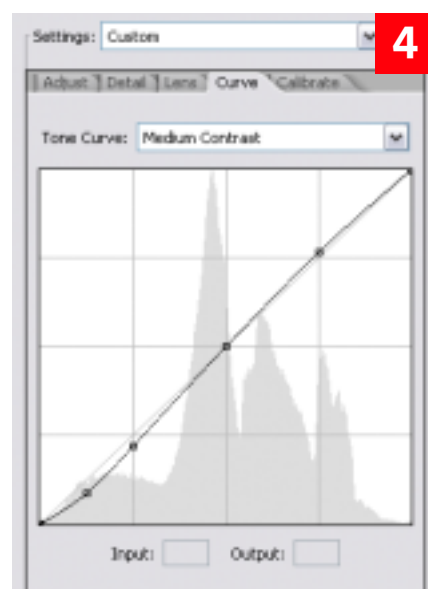 Settings: Custom
4
Adjust Detail Lens Curve Calibrate
Tone Curve: Medium Contrast
Input: Output: